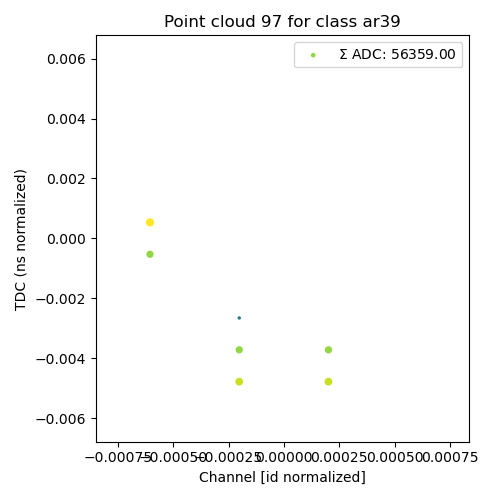 Point cloud 97 for class ar39
Σ ADC: 56359.00
0.006
0.004
0.002
0.000
−0.002
−0.004
−0.006
TDC (ns normalized)
−0.00075 −0.00050 −0.00025 0.00000 0.00025 0.00050 0.00075
Channel [id normalized]